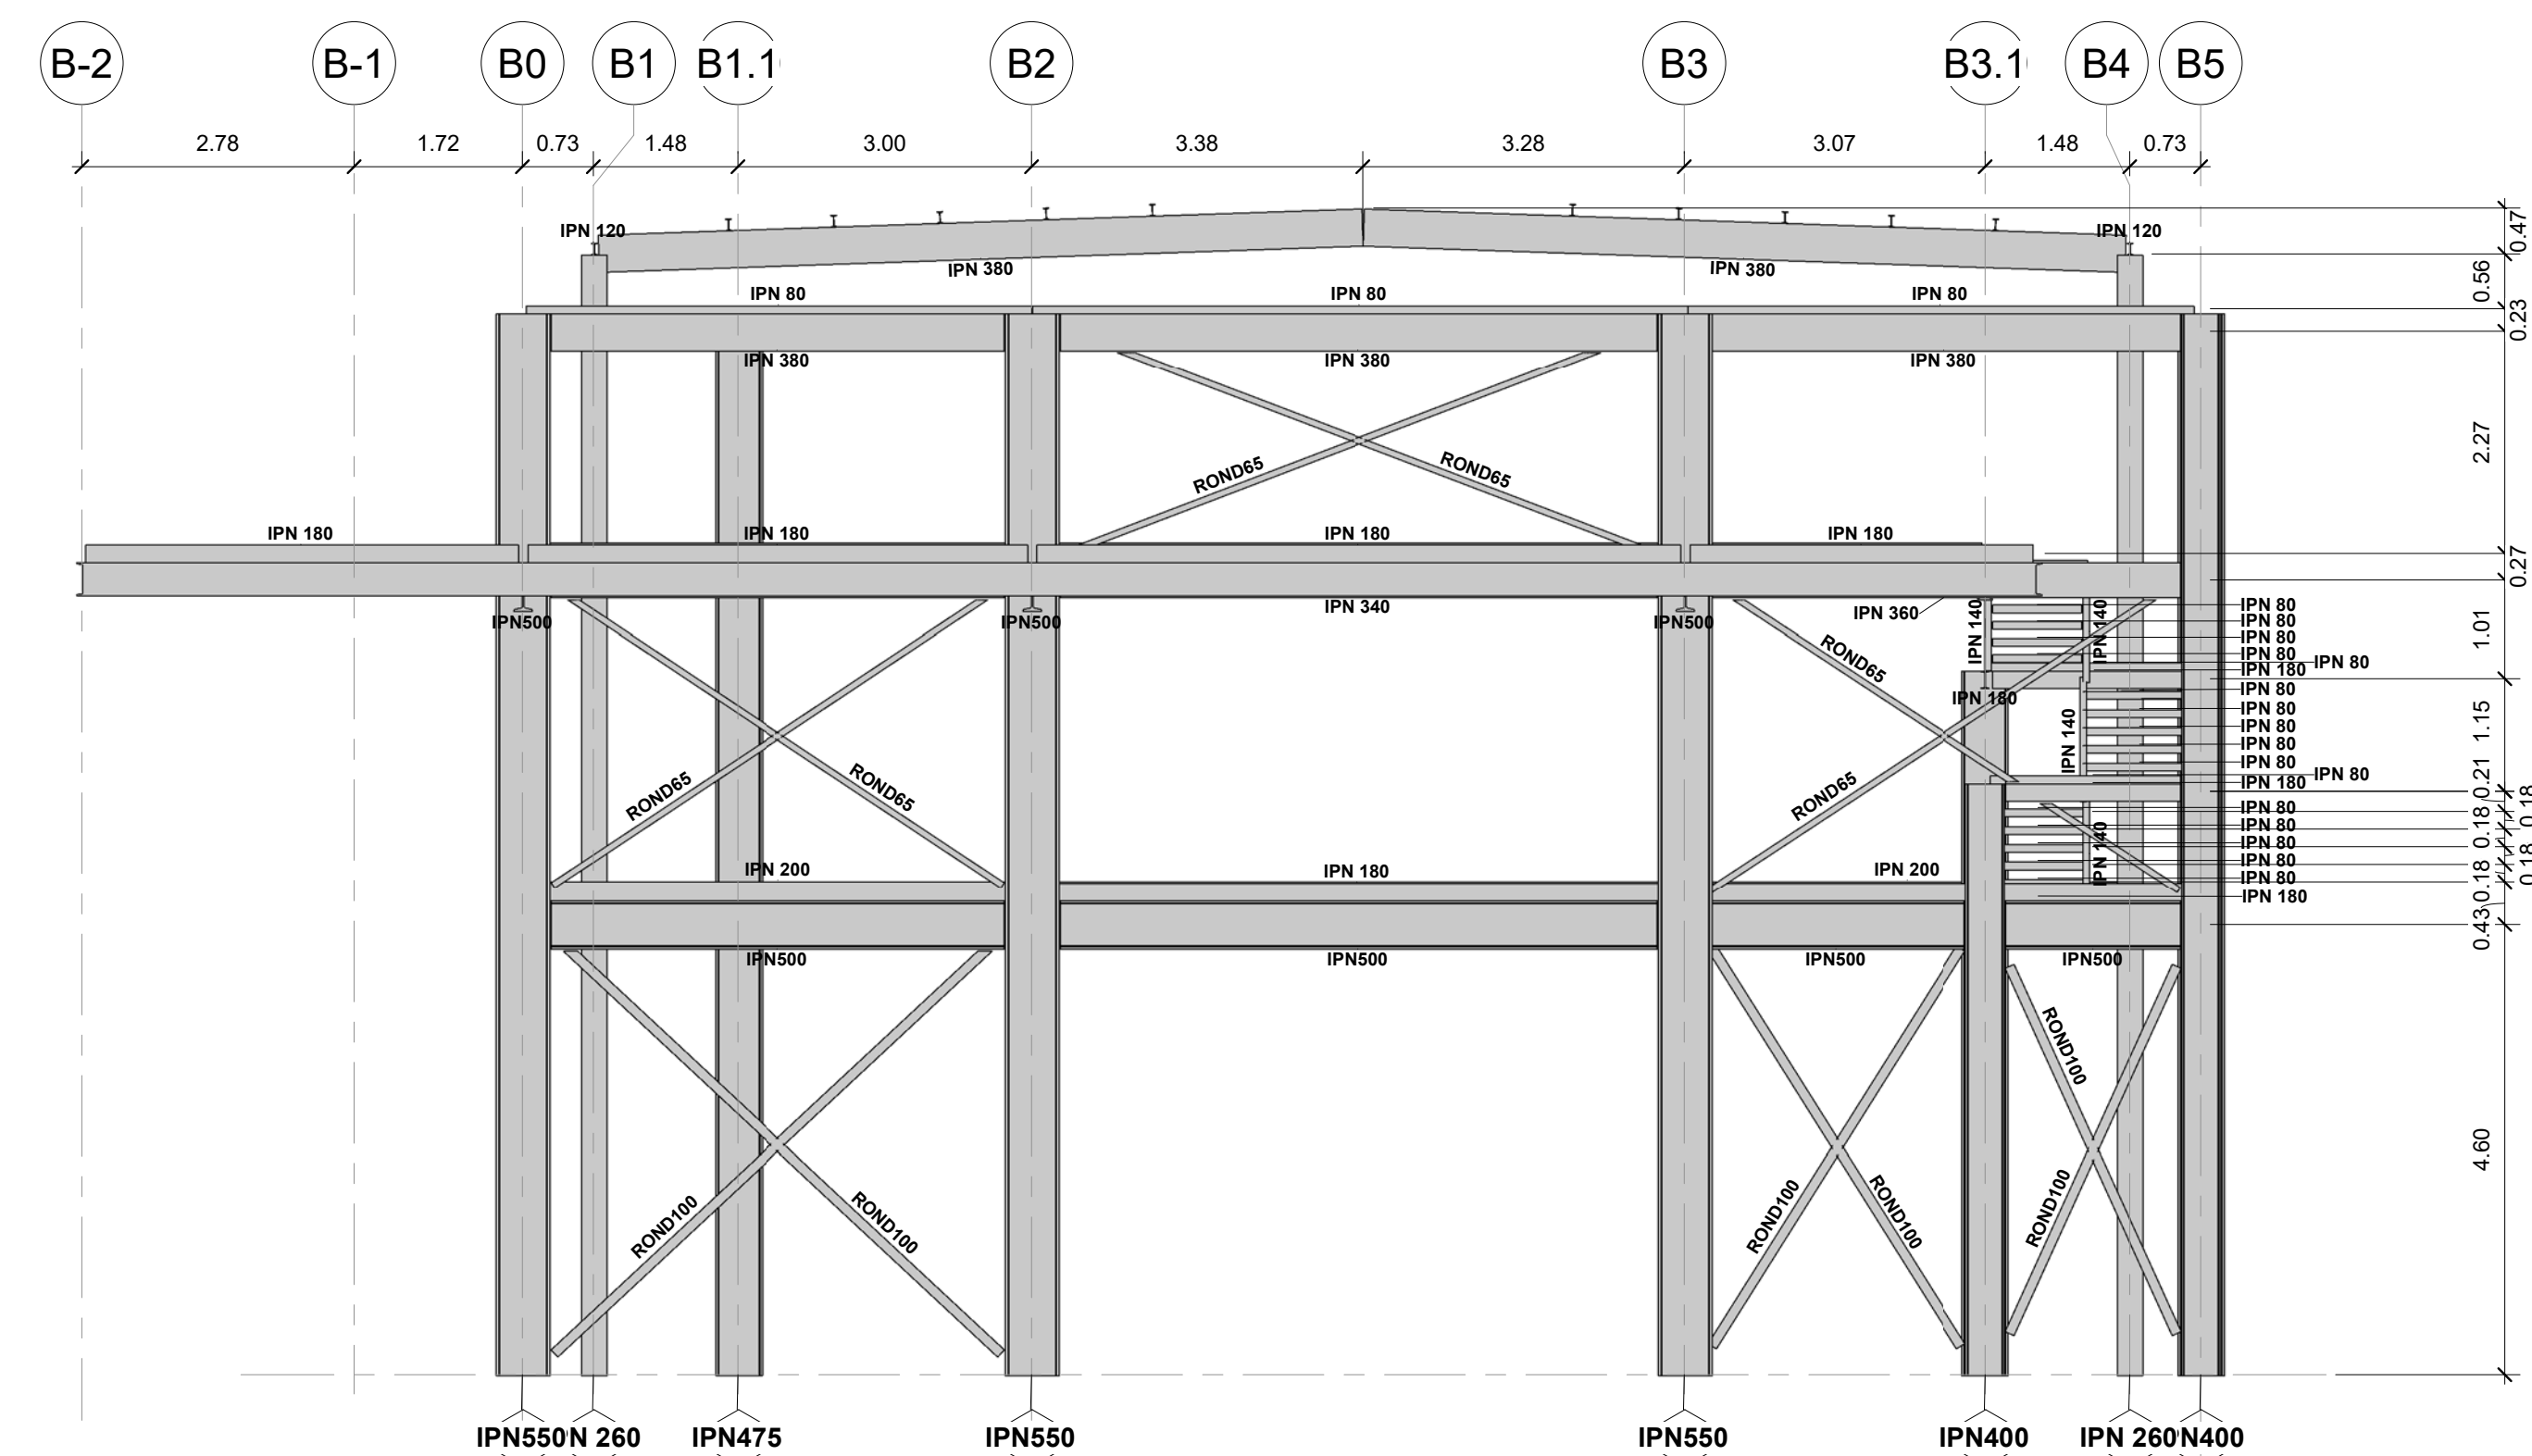 B-2 B-1 B0 B1 B1.1 B2 B3 B3.1 B4 B5
2.78 1.72 0.73 1.48 3.00 3.38 3.28 3.07 1.48 0.73
IPN 120 IPN 120
0.47
IPN 380 IPN 380
0.56
IPN 80 IPN 80 IPN 80
0.23
IPN 380 IPN 380 IPN 380
2.27
ROND65 ROND65
IPN 180 IPN 180 IPN 180 IPN 180
0.27
IPN500 IPN500 IPN 340 IPN500 IPN 360 IPN 140 IPN 140
IPN 80
IPN 80
IPN 80
IPN 80
IPN 80
IPN 180
1.01
ROND65
IPN 180
IPN 80
IPN 80
IPN 80
IPN 80
IPN 80
IPN 80
IPN 180
IPN 140
1.15
ROND65 ROND65 ROND65
0.21
0.18
0.18
0.18
0.18
IPN 80
IPN 80
IPN 80
IPN 80
IPN 80
IPN 180
IPN 140
IPN 200 IPN 180 IPN 200
0.43
IPN500 IPN500 IPN500 IPN500
ROND100
4.60
ROND100 ROND100 ROND100 ROND100 ROND100
IPN550 N 260 IPN475 IPN550 IPN550 IPN400 IPN 260 N400